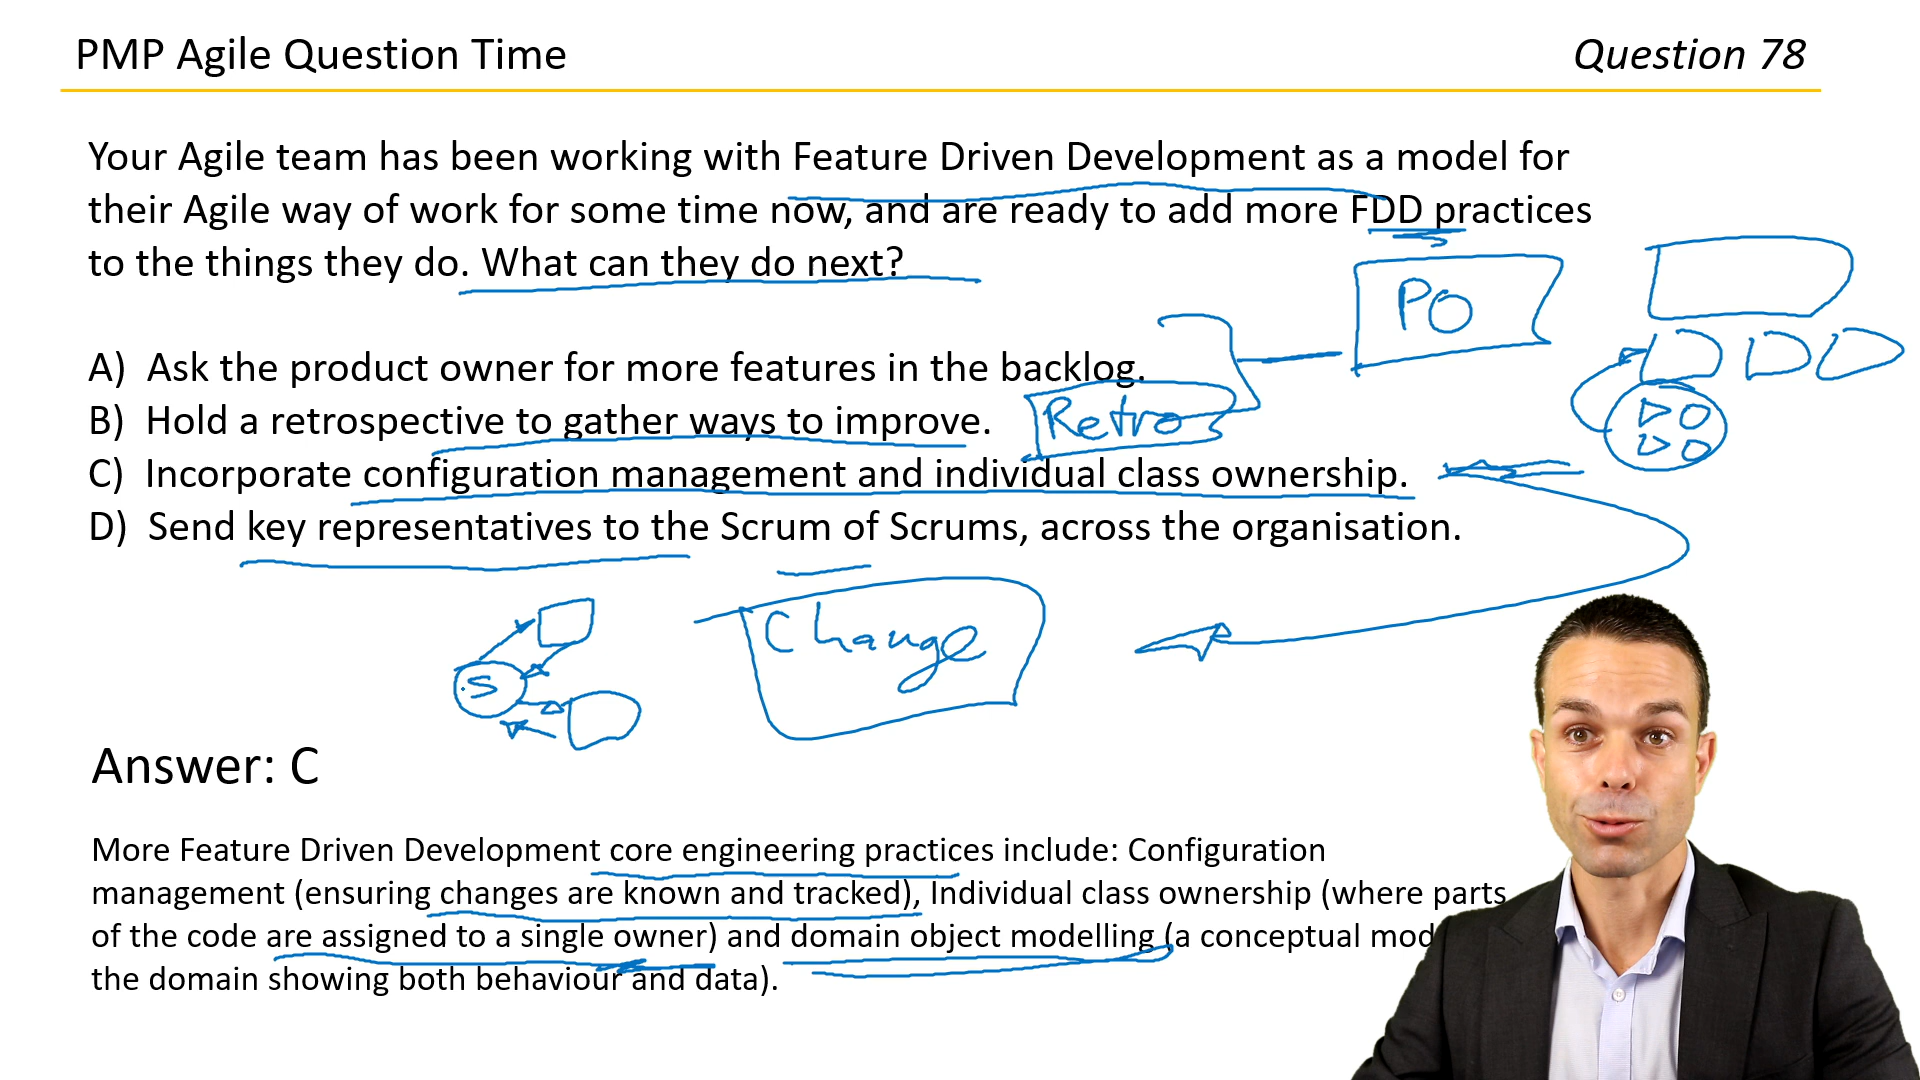 PMP Agile Question Time
Question 78
Your Agile team has been working with Feature Driven Development as a model for
their Agile way of work for some time now, and are ready to add more FDD practices
to the things they do. What can they do next?
PO
A) Ask the product owner for more features in the backlog.
B) Hold a retrospective to gather ways to improve.
Retro
C) Incorporate configuration management and individual class ownership.
D) Send key representatives to the Scrum of Scrums, across the organisation.
Change
S
Answer: C
More Feature Driven Development core engineering practices include: Configuration
management (ensuring changes are known and tracked), Individual class ownership (where parts
of the code are assigned to a single owner) and domain object modelling (a conceptual
the domain showing both behaviour and data).